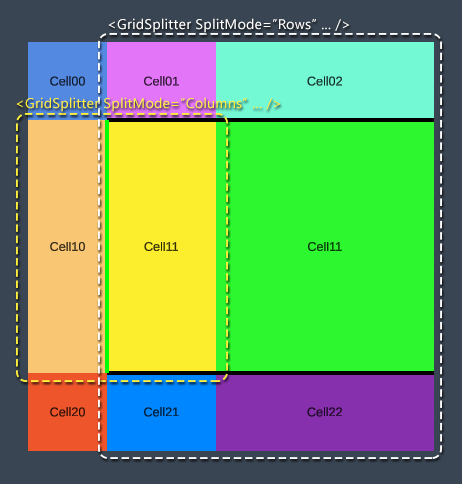 <GridSplitter SplitMode="Rows" ... />
Cell00 Cell01 Cell02
<GridSplitter SplitMode="Columns" ... />
Cell10 Cell11 Cell11
Cell20 Cell21 Cell22